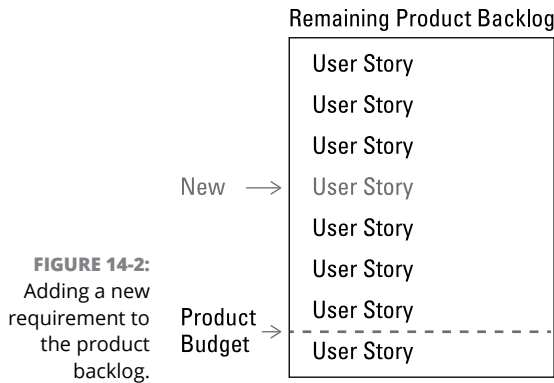 Remaining Product Backlog
User Story
User Story
User Story
New
User Story
User Story
User Story
User Story
Product
Budget
User Story
FIGURE 14-2:
Adding a new
requirement to
the product
backlog.